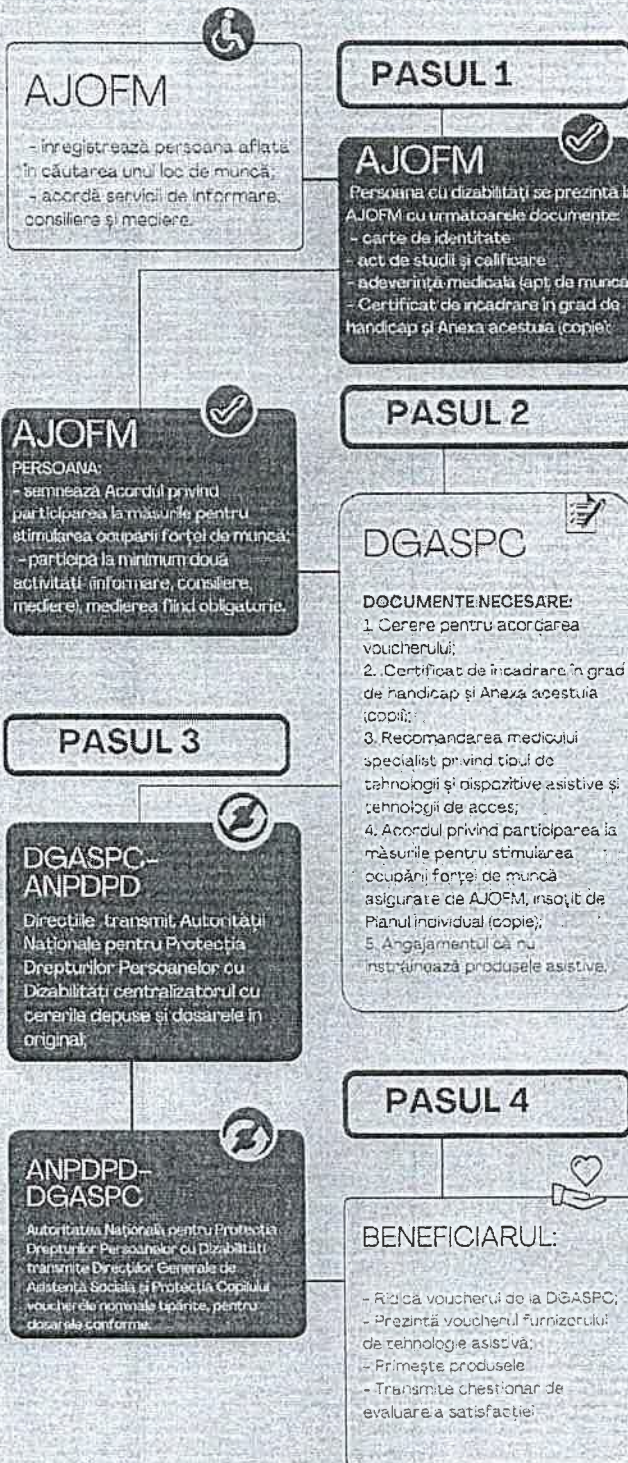 AJOFM
- înregistrează persoana aflată
în căutarea unui loc de muncă;
- acordă servicii de informare,
consiliere și mediere.
PASUL 1
AJOFM
Persoana cu dizabilități se prezintă la
AJOFM cu următoarele documente:
- carte de identitate
- act de studii și calificare
- adeverință medicală (apt de muncă
- Certificat de încadrare în grad de
handicap și Anexa acestuia (copie);
AJOFM
PERSOANA:
- semnează Acordul privind
participarea la măsurile pentru
stimularea ocupării forței de muncă;
- participă la minimum două
activități (informare, consiliere,
mediere), medierea fiind obligatorie.
PASUL 2
DGASPC
DOCUMENTE NECESARE:
1. Cerere pentru acordarea
voucherului;
2. Certificat de încadrare în grad
de handicap și Anexa acestuia
(copii);
3. Recomandarea medicului
specialist privind tipul de
tehnologii și dispozitive asistive și
tehnologii de acces;
4. Acordul privind participarea la
măsurile pentru stimularea
ocupării forței de muncă
asigurate de AJOFM, însoțit de
Planul individual (copie);
5. Angajamentul că nu
înstrăinează produsele asistive.
PASUL 3
DGASPC-
ANPDPD
Direcțiile transmit Autorității
Naționale pentru Protecția
Drepturilor Persoanelor cu
Dizabilități centralizatorul cu
cererile depuse și dosarele în
original;
ANPDPD-
DGASPC
Autoritatea Națională pentru Protecția
Drepturilor Persoanelor cu Dizabilități
transmite Direcțiilor Generale de
Asistență Socială și Protecția Copilului
voucherele nominale tipărite, pentru
dosarele conforme.
PASUL 4
BENEFICIARUL:
- Ridică voucherul de la DGASPC;
- Prezintă voucherul furnizorului
de tehnologie asistivă;
- Primește produsele
- Transmite chestionar de
evaluare a satisfacției